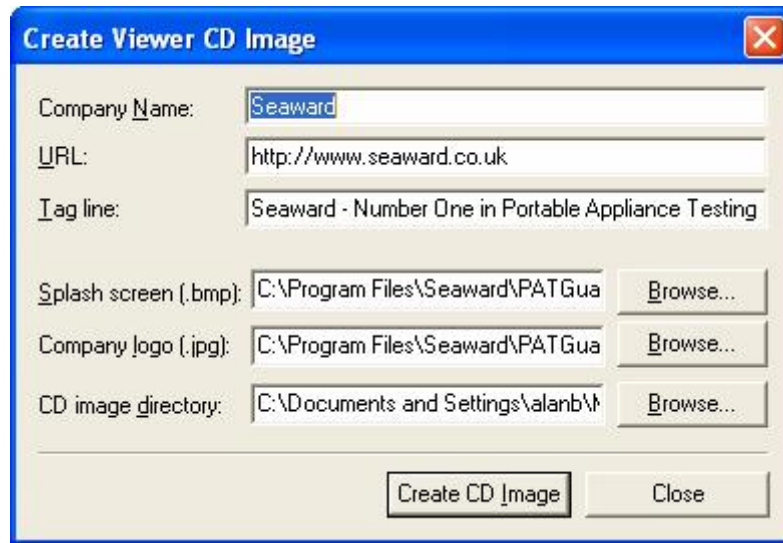 Create Viewer CD Image
Company Name: Seaward
URL: http://www.seaward.co.uk
Tag line: Seaward - Number One in Portable Appliance Testing
Splash screen (.bmp): C:\Program Files\Seaward\PATGua Browse...
Company logo (.jpg): C:\Program Files\Seaward\PATGua Browse...
CD image directory: C:\Documents and Settings\alanb\M Browse...
Create CD Image Close